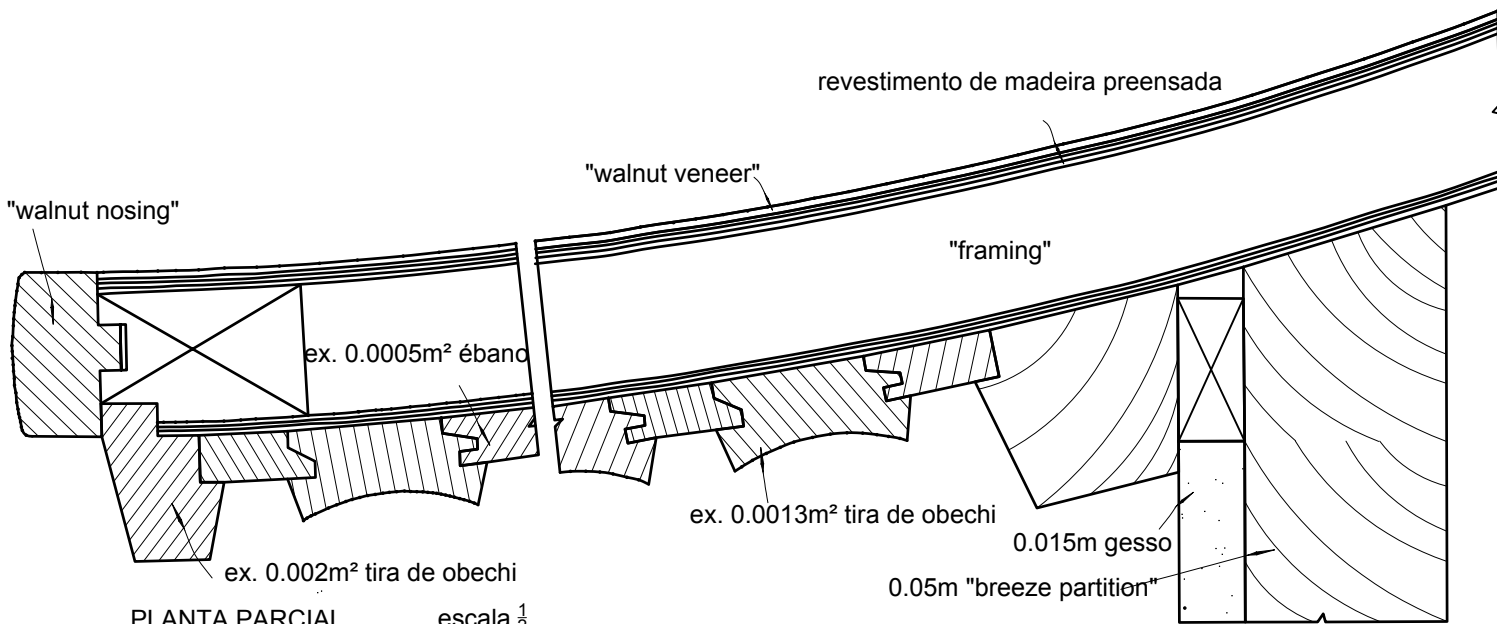 revestimento de madeira preensada
"walnut veneer"
"walnut nosing"
"framing"
ex. 0.0005m² ébano
ex. 0.0013m² tira de obechi
0.015m gesso
ex. 0.002m² tira de obechi
0.05m "breeze partition"
PLANTA PARCIAL escala